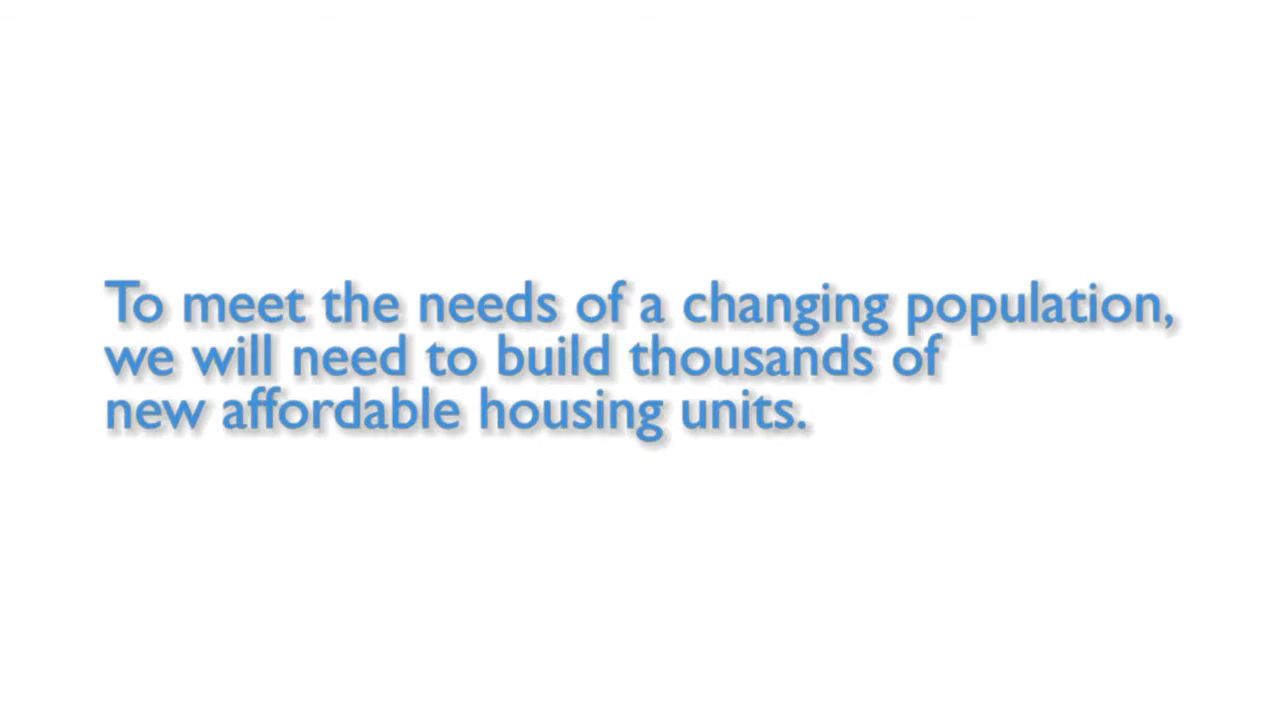 To meet the needs of a changing population,
we will need to build thousands of
new affordable housing units.